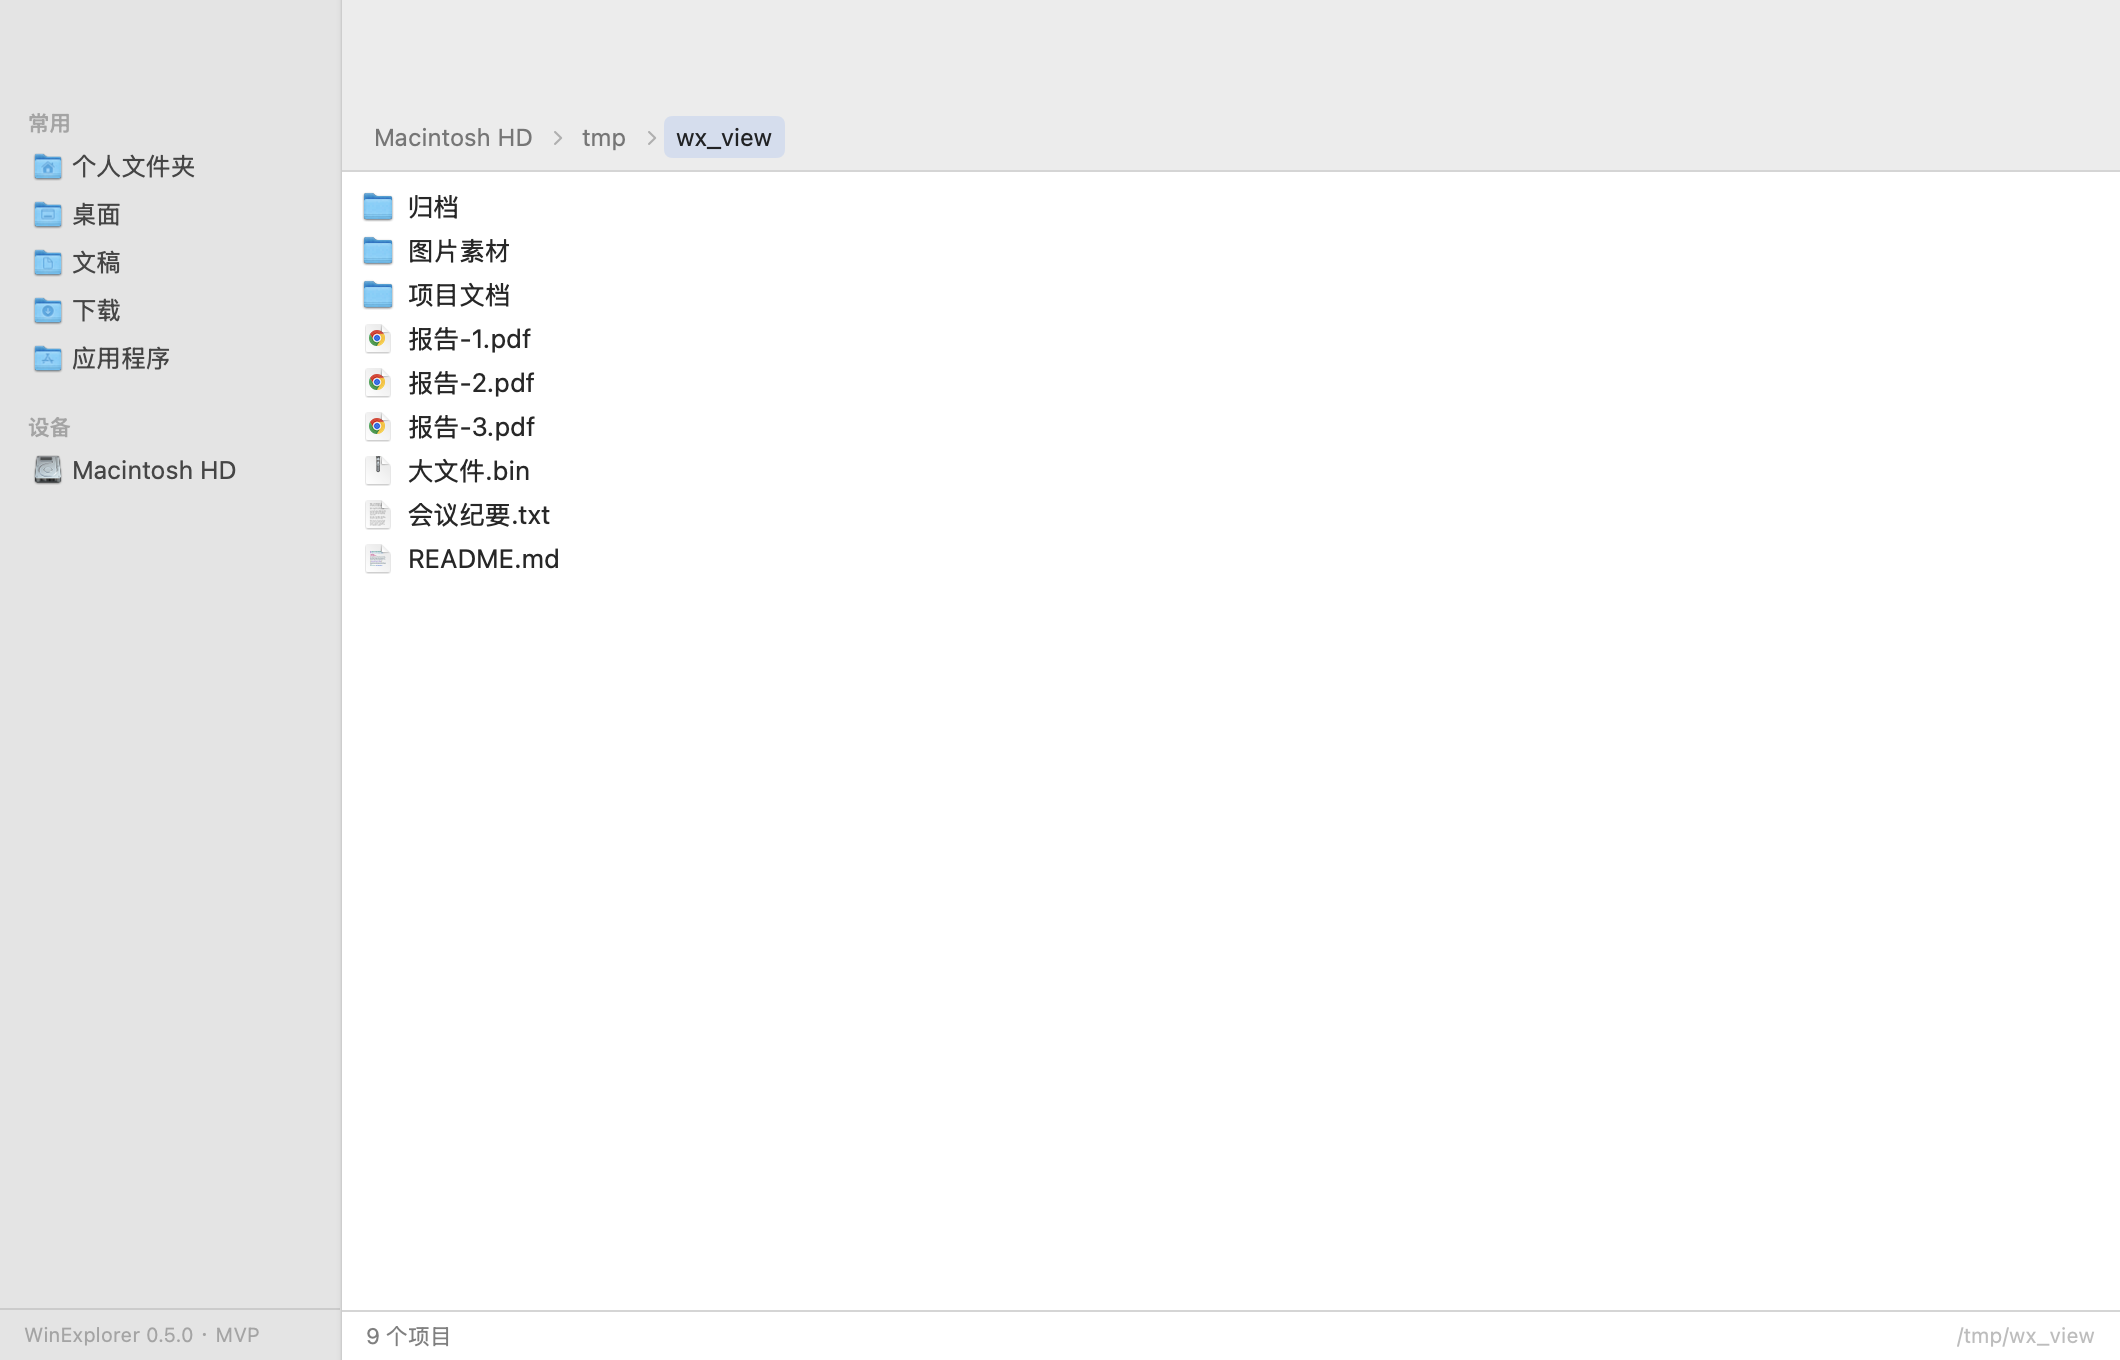 常用
个人文件夹
桌面
文稿
下载
应用程序
设备
Macintosh HD
WinExplorer 0.5.0 · MVP
Macintosh HD > tmp > wx_view
归档
图片素材
项目文档
报告-1.pdf
报告-2.pdf
报告-3.pdf
大文件.bin
会议纪要.txt
README.md
9 个项目
/tmp/wx_view